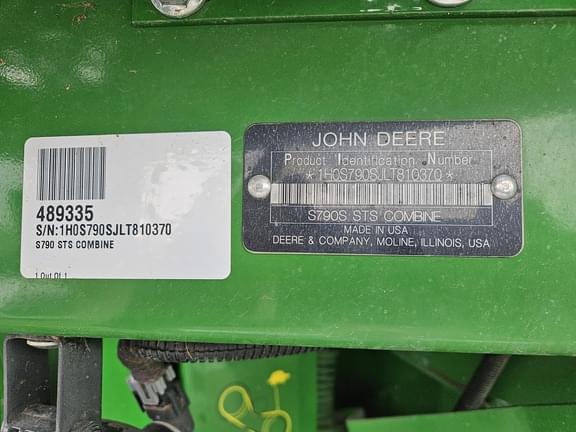 489335
S/N:1H0S790SJLT810370
S790 STS COMBINE
1 Out Of 1
JOHN DEERE
Product Identification Number
*1H0S790SJLT810370*
S790S STS COMBINE
MADE IN USA
DEERE & COMPANY, MOLINE, ILLINOIS, USA